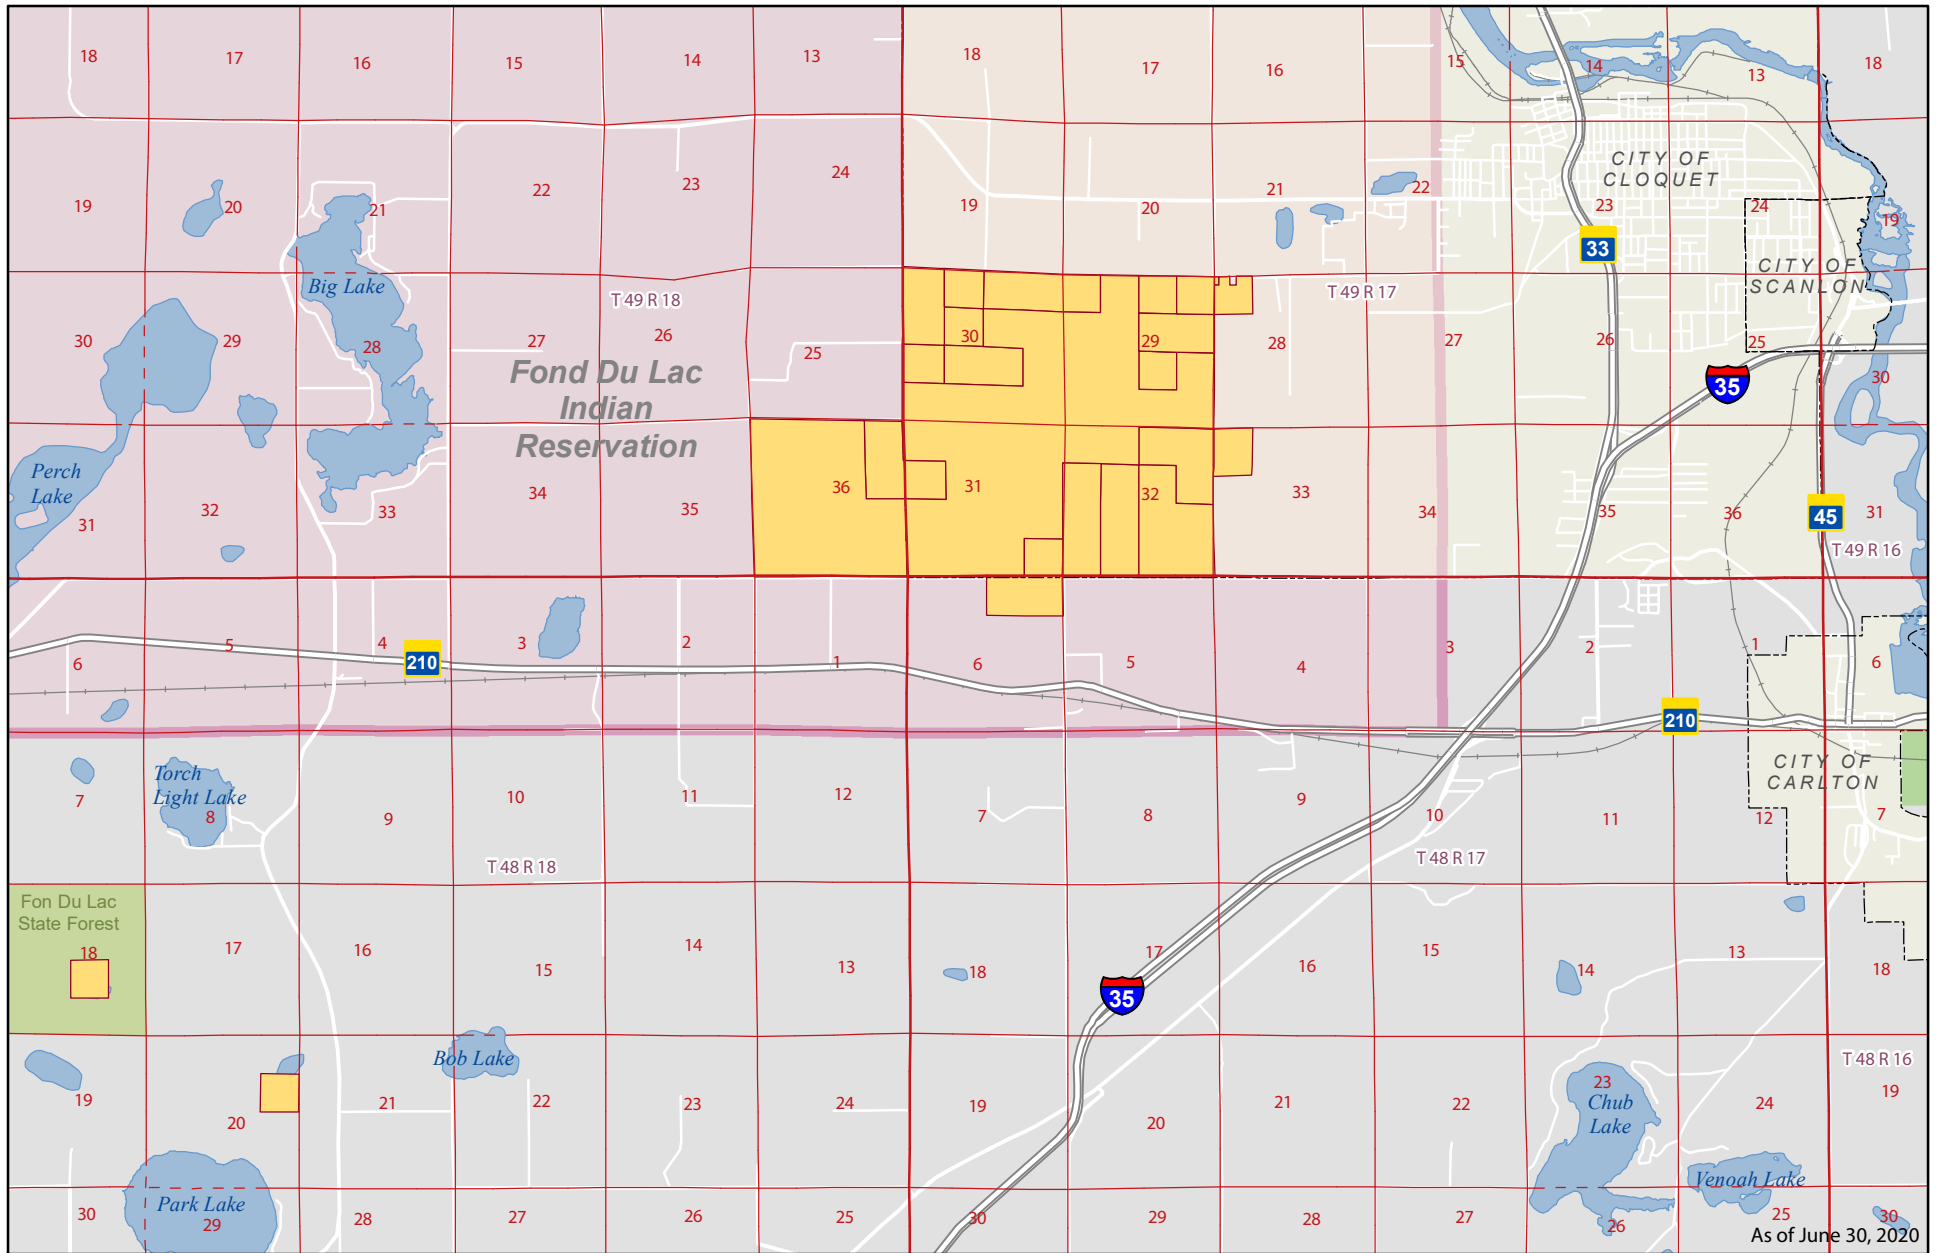 18 17 16 15 14 13 18 17 16 15 14 13 18
CITY OF
CLOQUET
19 20 21 22 23 24 19 20 21 22 23 24 19
33
CITY OF
SCANLON
Big Lake
T 49 R 18
T 49 R 17
30 29 28 27 26 25 30 29 28 27 26 25 30
35
Fond Du Lac
Indian
Reservation
Perch
Lake
31 32 33 34 35 36 31 32 33 34 35 36 31
45
T 49 R 16
6 5 4 3 2 1 6 5 4 3 2 1 6
210
210
CITY OF
CARLTON
Torch
Light Lake
7 8 9 10 11 12 7 8 9 10 11 12 7
T 48 R 18
T 48 R 17
Fon Du Lac
State Forest
18 17 16 15 14 13 18 17 16 15 14 13 18
35
Bob Lake
T 48 R 16
19 20 21 22 23 24 19 20 21 22 23 24 19
Chub
Lake
Park Lake
Venoah Lake
30 29 28 27 26 25 30 29 28 27 26 25 30
As of June 30, 2020